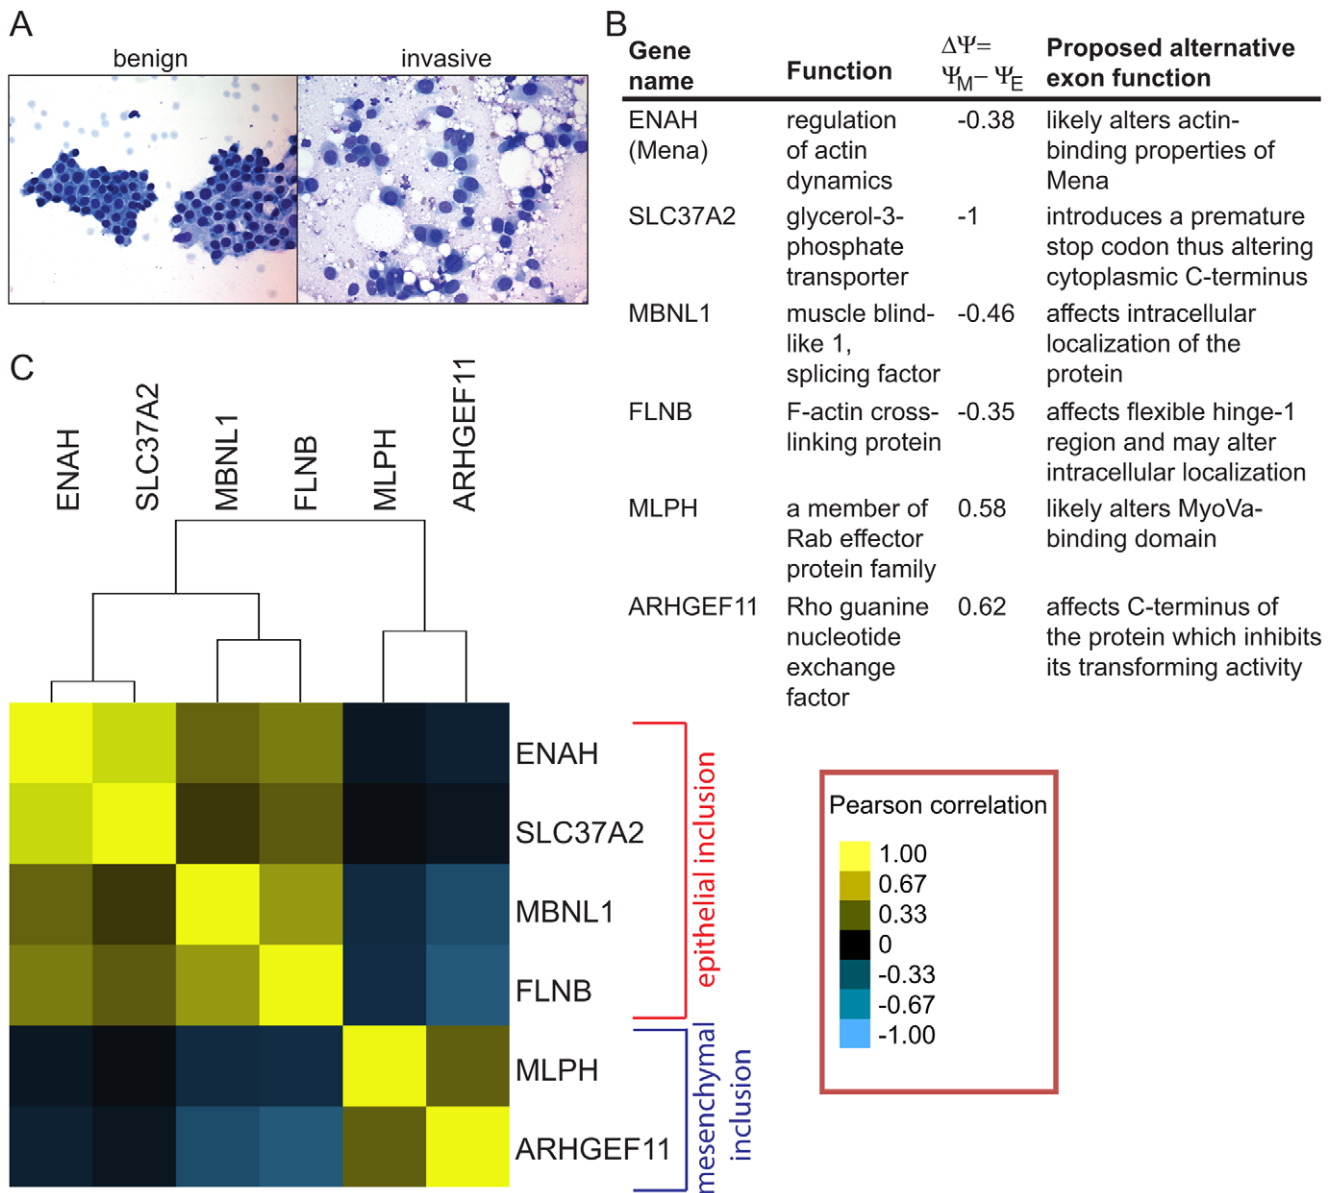 A
benign invasive
B
Gene name Function ΔΨ= Ψ_M – Ψ_E Proposed alternative exon function
ENAH (Mena) regulation of actin dynamics -0.38 likely alters actin-binding properties of Mena
SLC37A2 glycerol-3-phosphate transporter -1 introduces a premature stop codon thus altering cytoplasmic C-terminus
MBNL1 muscle blind-like 1, splicing factor -0.46 affects intracellular localization of the protein
FLNB F-actin cross-linking protein -0.35 affects flexible hinge-1 region and may alter intracellular localization
MLPH a member of Rab effector protein family 0.58 likely alters MyoVa-binding domain
ARHGEF11 Rho guanine nucleotide exchange factor 0.62 affects C-terminus of the protein which inhibits its transforming activity
C
ENAH SLC37A2 MBNL1 FLNB MLPH ARHGEF11
ENAH
SLC37A2
MBNL1
FLNB
MLPH
ARHGEF11
epithelial inclusion
mesenchymal inclusion
Pearson correlation
1.00
0.67
0.33
0
-0.33
-0.67
-1.00